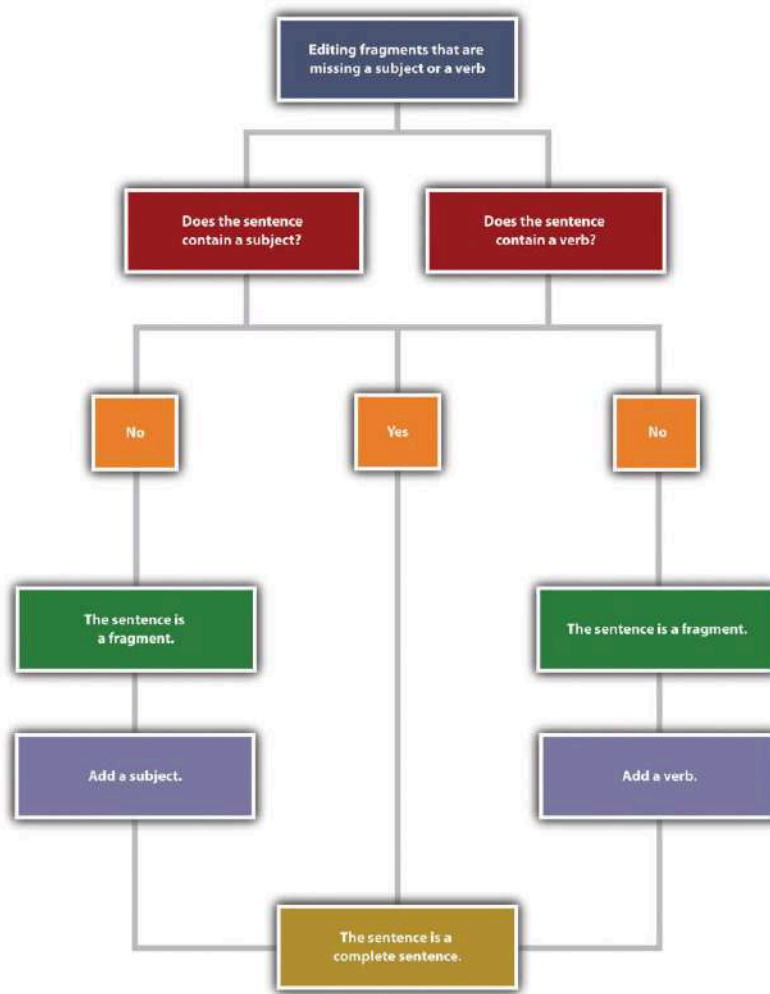 Editing fragments that are
missing a subject or a verb
Does the sentence
contain a subject?
Does the sentence
contain a verb?
No
Yes
No
The sentence is
a fragment.
The sentence is a fragment.
Add a subject.
Add a verb.
The sentence is a
complete sentence.